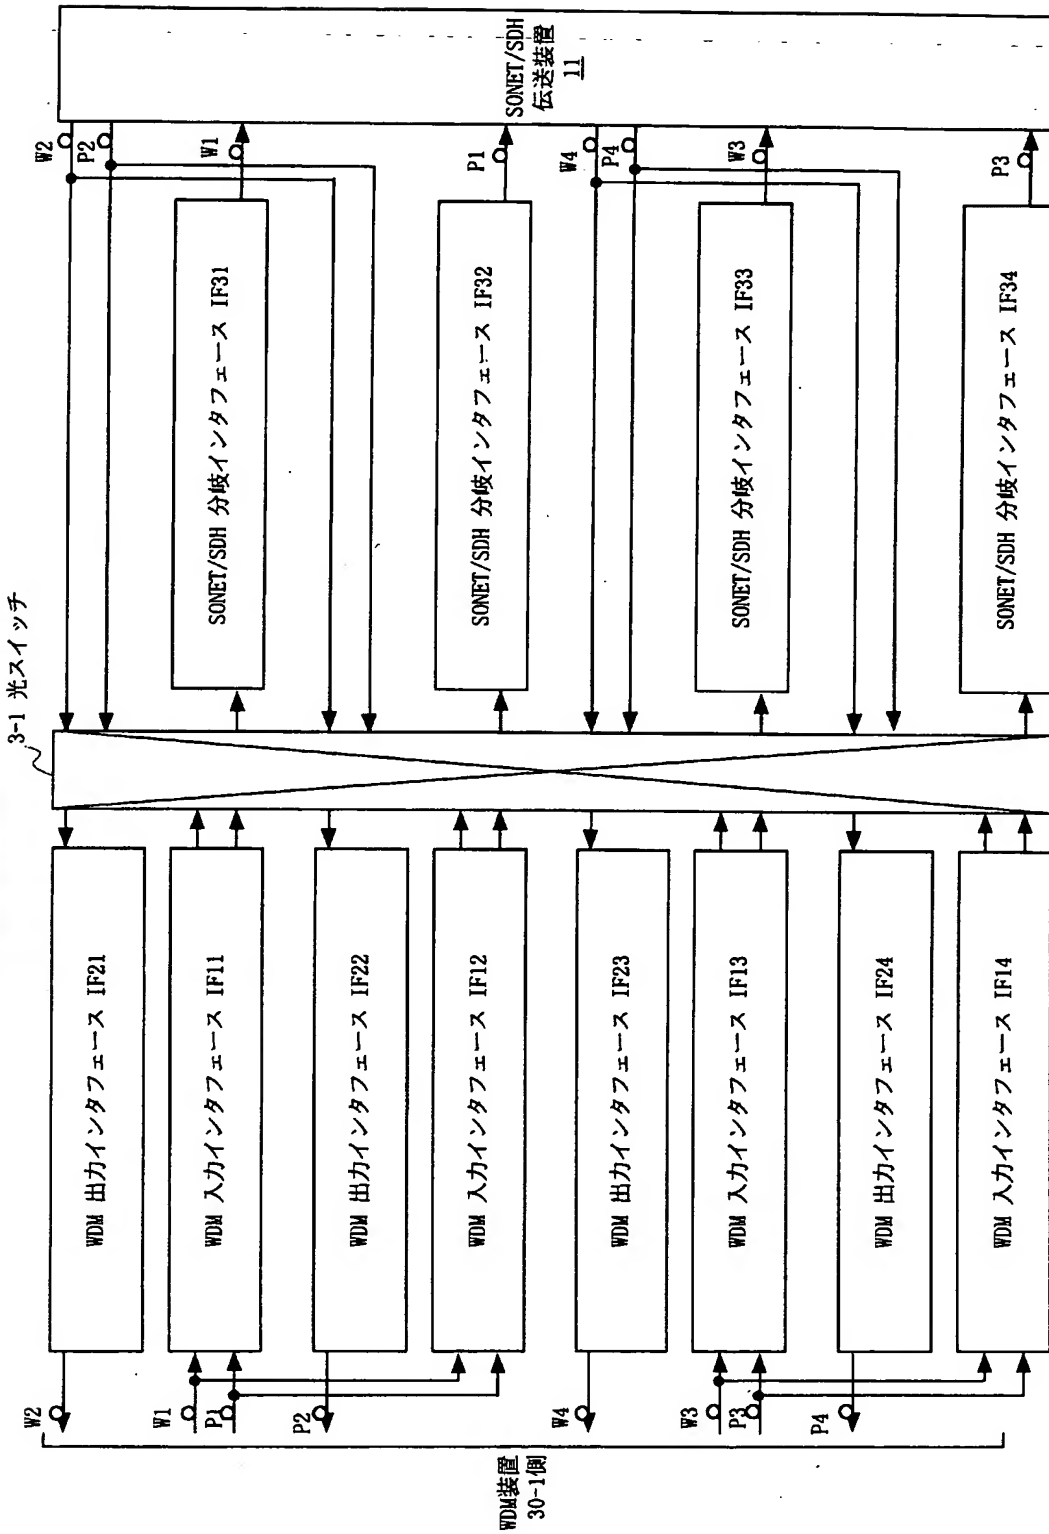 3-1 光スイッチ
W2
WDM 出力インタフェース IF21
W2
P2
W1
P1
WDM 入力インタフェース IF11
SONET/SDH 分岐インタフェース IF31
W1
P2
WDM 出力インタフェース IF22
WDM 入力インタフェース IF12
SONET/SDH 分岐インタフェース IF32
P1
WDM装置
30-1側
SONET/SDH
伝送装置
11
W4
WDM 出力インタフェース IF23
W4
P4
W3
P3
WDM 入力インタフェース IF13
SONET/SDH 分岐インタフェース IF33
W3
P4
WDM 出力インタフェース IF24
WDM 入力インタフェース IF14
SONET/SDH 分岐インタフェース IF34
P3